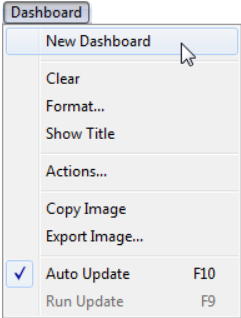 Dashboard
New Dashboard
Clear
Format...
Show Title
Actions...
Copy Image
Export Image...
Auto Update F10
Run Update F9